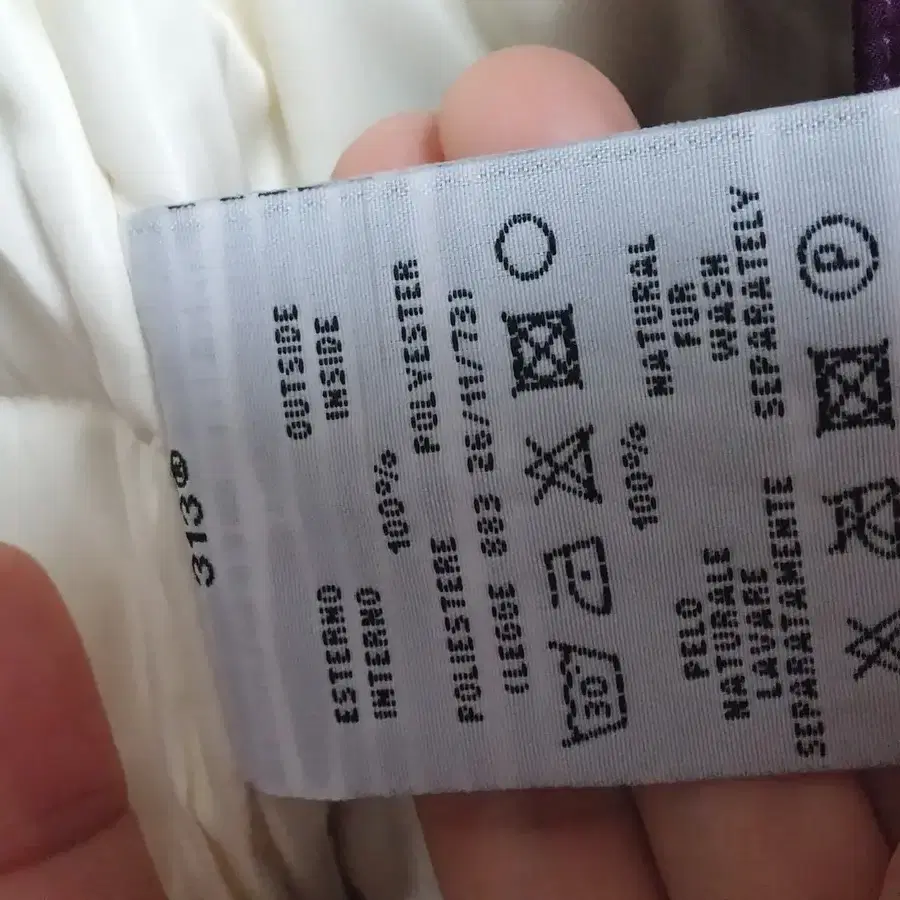 313
ESTERNO OUTSIDE
INTERNO INSIDE
100%
POLIESTERE POLYESTER
(LEGGE 883 26/11/73)
30
100%
PELO NATURAL
NATURALE FUR
LAVARE WASH
SEPARATAMENTE SEPARATELY
P